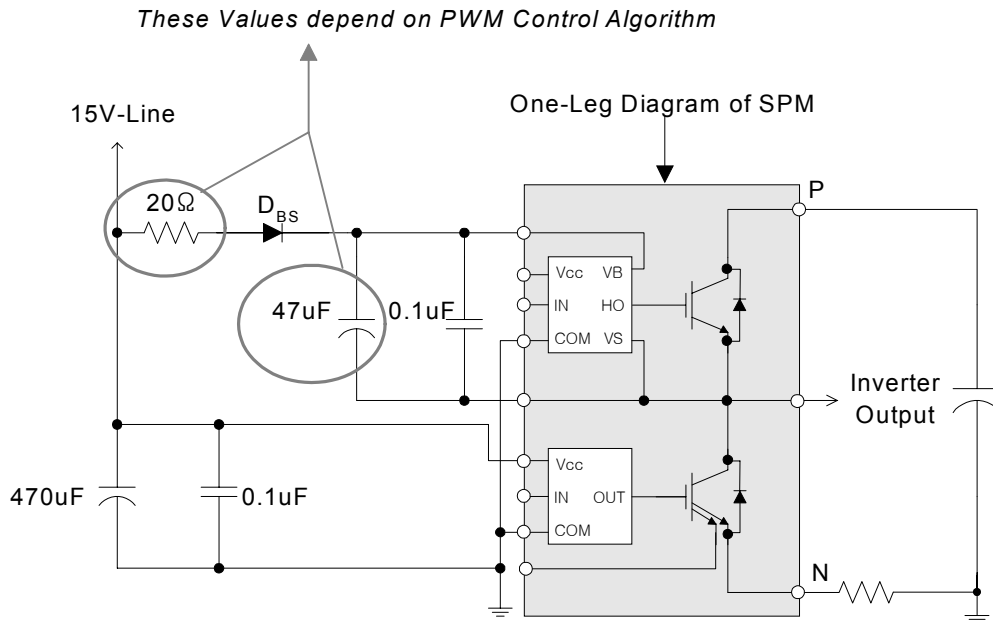 These Values depend on PWM Control Algorithm
15V-Line
One-Leg Diagram of SPM
20Ω
DBS
P
47uF
0.1uF
Vcc
VB
IN
HO
COM
VS
Inverter
Output
470uF
0.1uF
Vcc
IN
OUT
COM
N